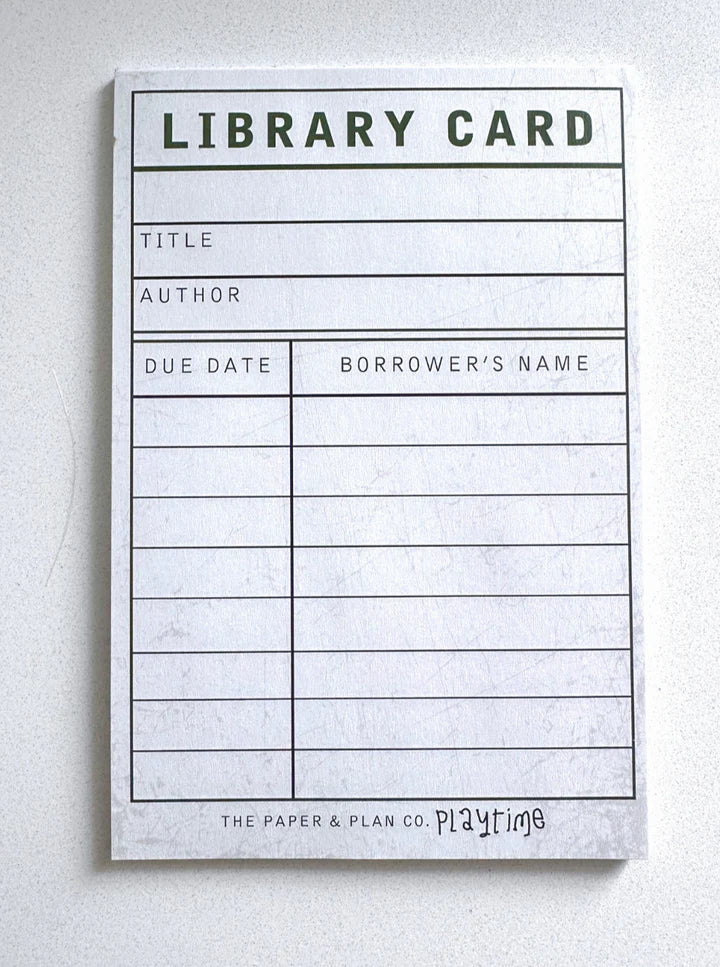 LIBRARY CARD
TITLE
AUTHOR
DUE DATE BORROWER'S NAME
THE PAPER & PLAN CO. playtime